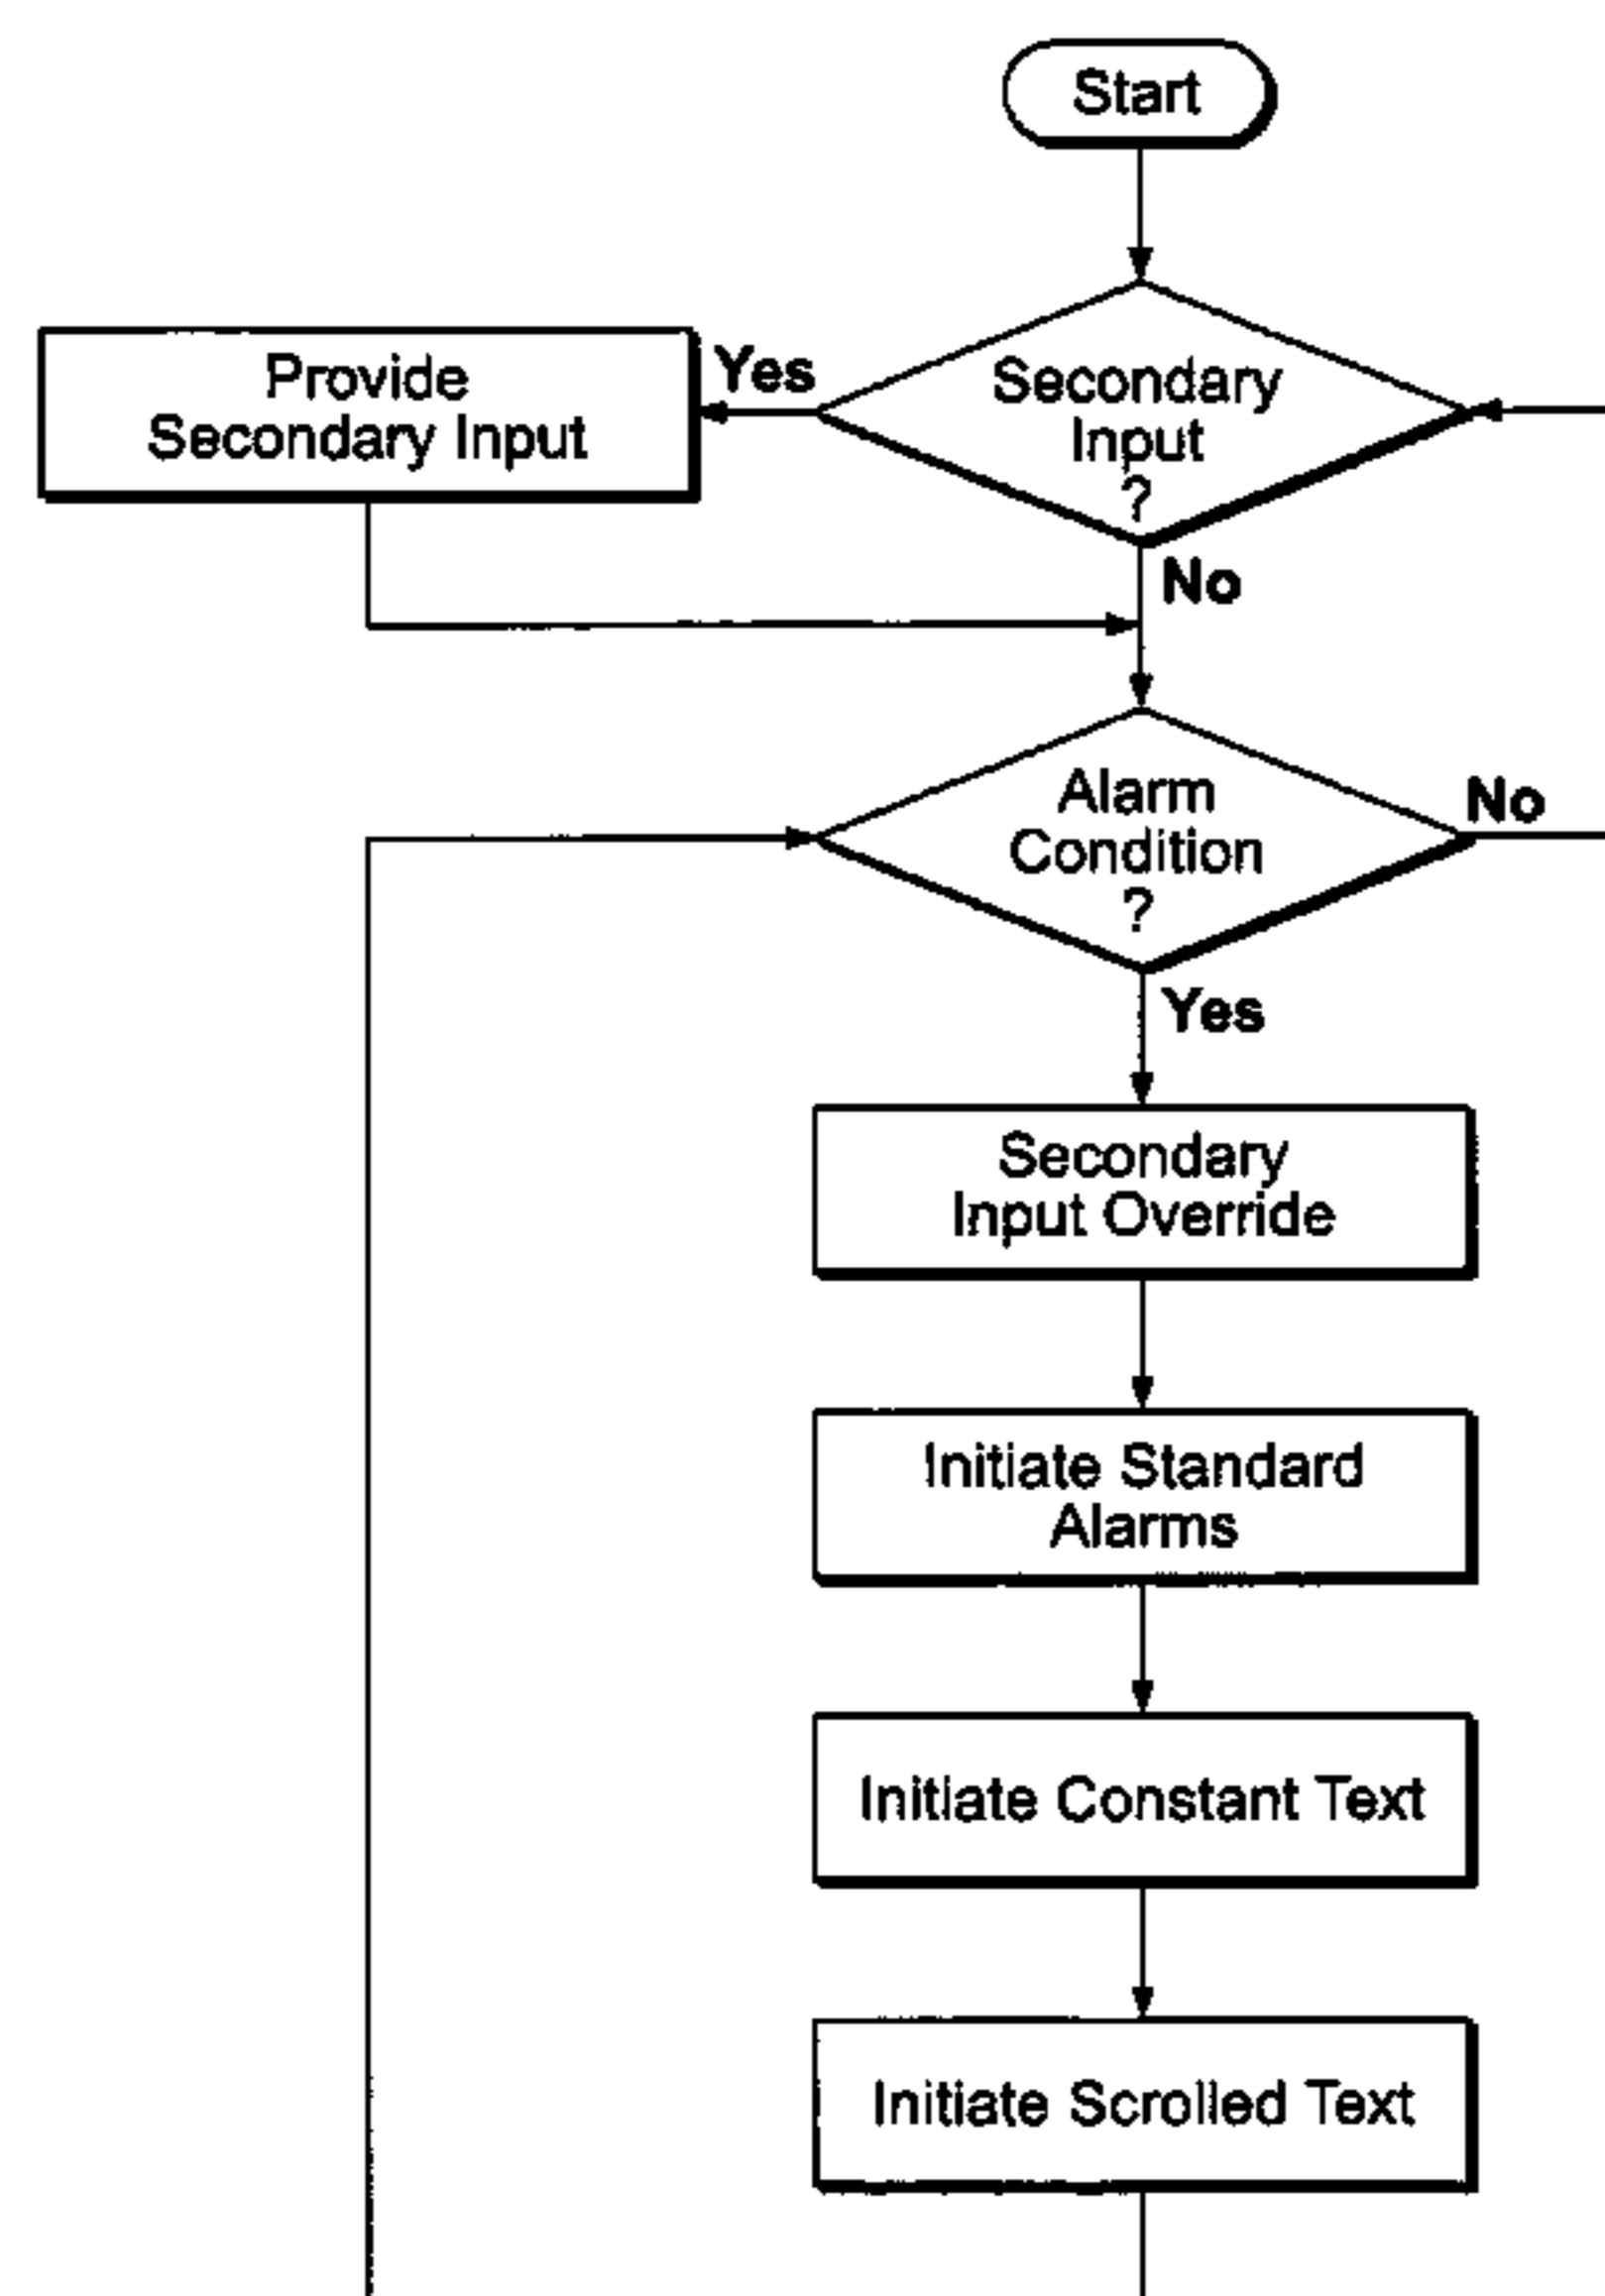 Start
Yes
Provide
Secondary Input
Secondary
Input
?
No
Alarm
Condition
?
No
Yes
Secondary
Input Override
Initiate Standard
Alarms
Initiate Constant Text
Initiate Scrolled Text